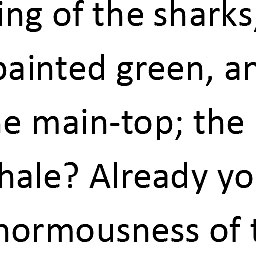 ing of the sharks,
painted green, an
e main-top; the
hale? Already yo
normousness of t